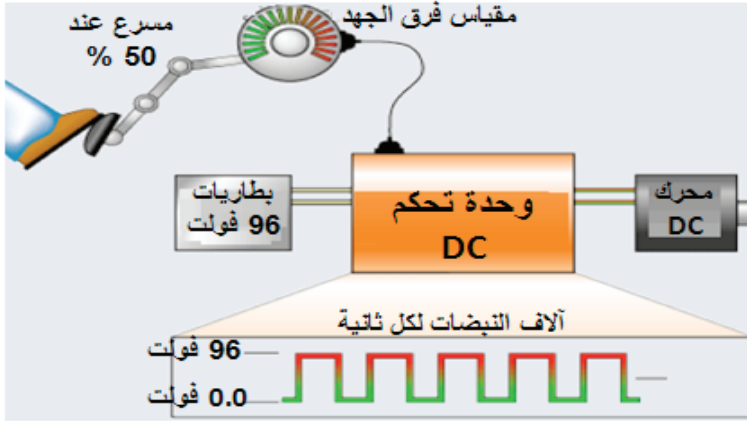 مقياس فرق الجهد
مسرع عند
50 %
بطاريات
96 فولت
وحدة تحكم
DC
محرك
DC
آلاف النبضات لكل ثانية
96 فولت
0.0 فولت